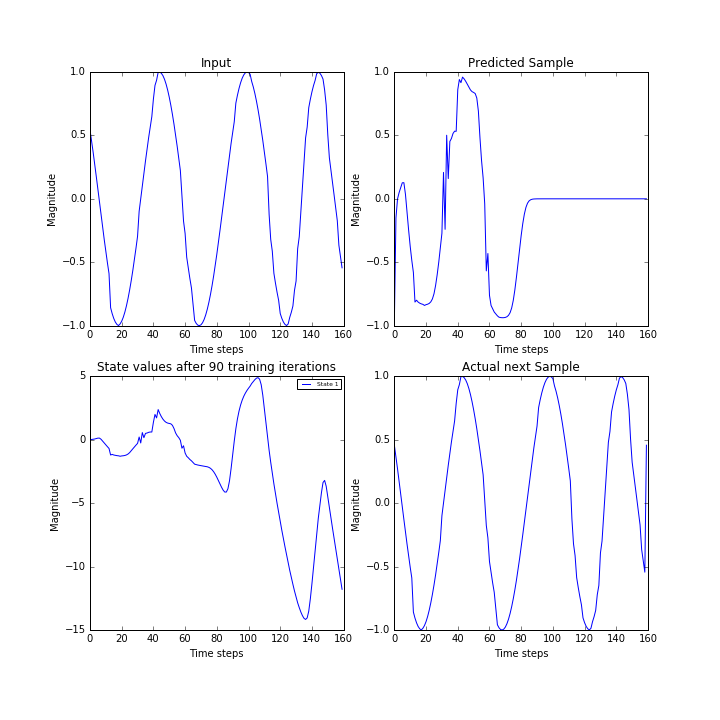 Input
Magnitude
1.0
0.5
0.0
−0.5
−1.0
0 20 40 60 80 100 120 140 160
Time steps
Predicted Sample
Magnitude
1.0
0.5
0.0
−0.5
−1.0
0 20 40 60 80 100 120 140 160
Time steps
State values after 90 training iterations
State 1
Magnitude
5
0
−5
−10
−15
0 20 40 60 80 100 120 140 160
Time steps
Actual next Sample
Magnitude
1.0
0.5
0.0
−0.5
−1.0
0 20 40 60 80 100 120 140 160
Time steps